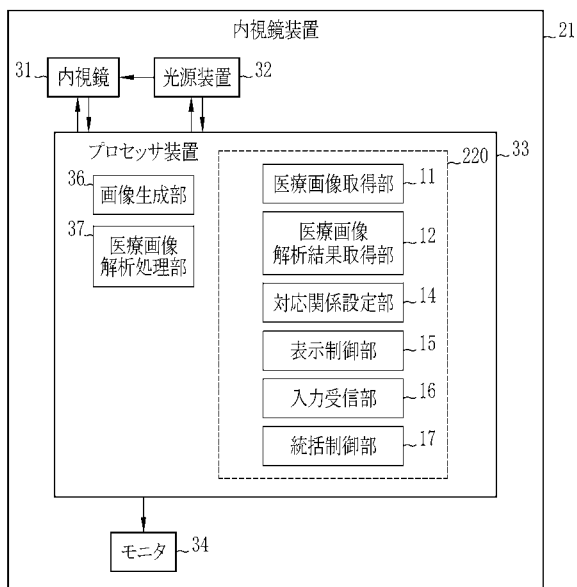 内視鏡装置
21
31
内視鏡
光源装置
32
プロセッサ装置
33
220
36
画像生成部
37
医療画像
解析処理部
医療画像取得部
11
医療画像
解析結果取得部
12
対応関係設定部
14
表示制御部
15
入力受信部
16
統括制御部
17
モニタ
34